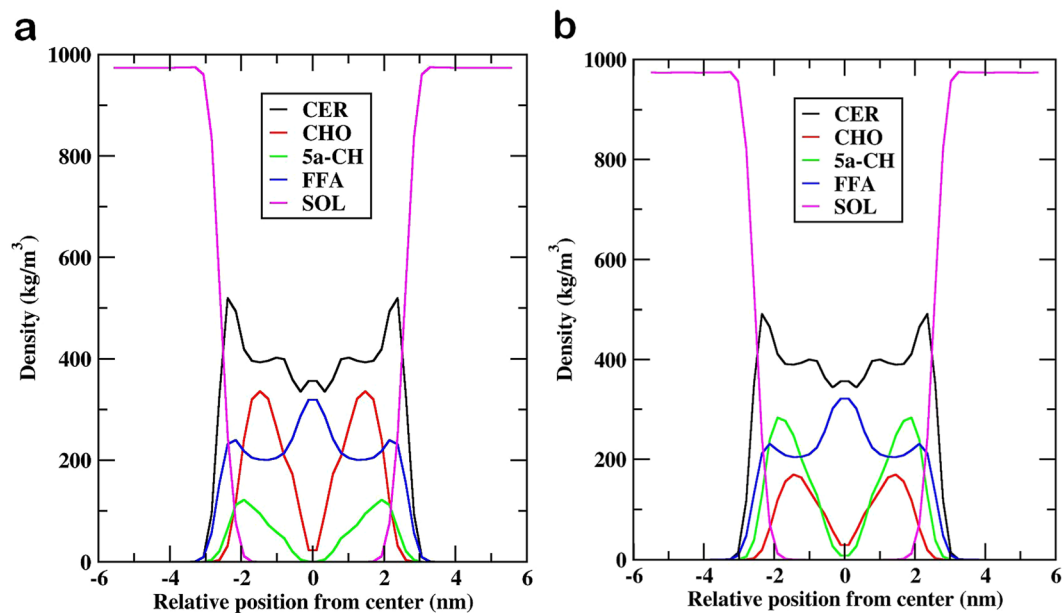 a
1000
800
600
400
200
0
Density (kg/m³)
CER
CHO
5a-CH
FFA
SOL
-6 -4 -2 0 2 4 6
Relative position from center (nm)
b
1000
800
600
400
200
0
Density (kg/m³)
CER
CHO
5a-CH
FFA
SOL
-6 -4 -2 0 2 4 6
Relative position from center (nm)